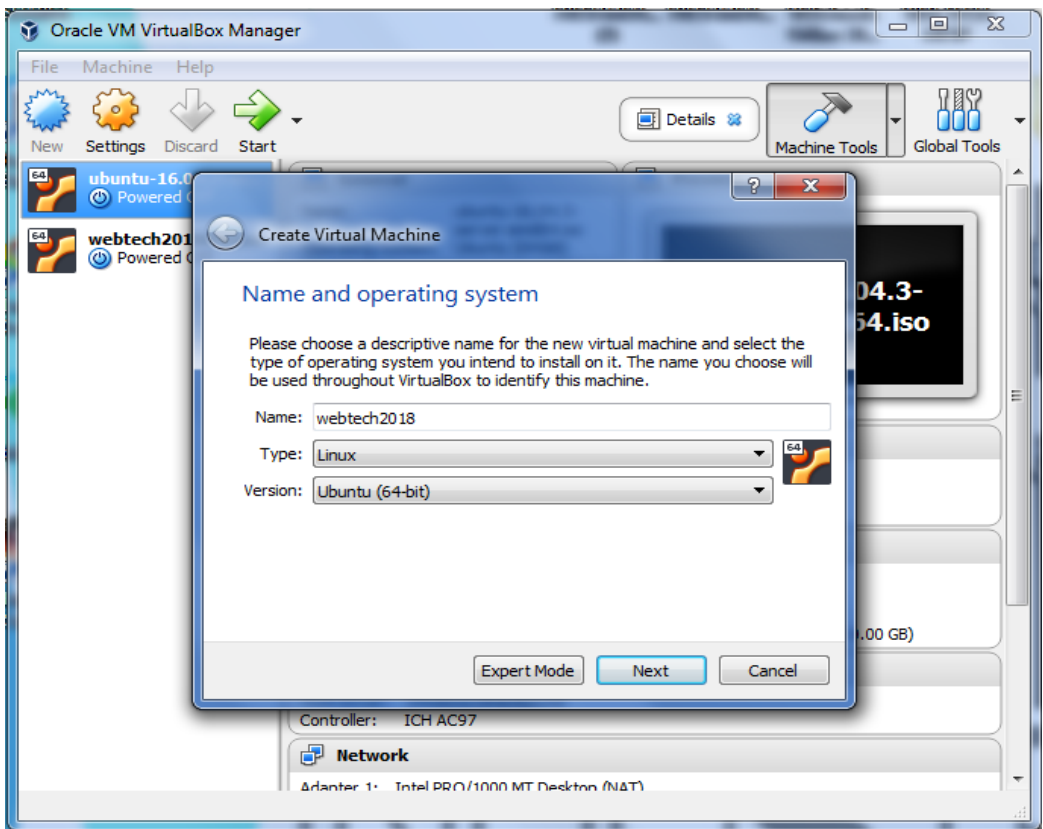 Oracle VM VirtualBox Manager
File Machine Help
New Settings Discard Start
Details
Machine Tools
Global Tools
64
ubuntu-16.0
Powered
64
webtech201
Powered
Create Virtual Machine
Name and operating system
Please choose a descriptive name for the new virtual machine and select the
type of operating system you intend to install on it. The name you choose will
be used throughout VirtualBox to identify this machine.
Name: webtech2018
Type: Linux
64
Version: Ubuntu (64-bit)
Expert Mode Next Cancel
04.3-
64.iso
.00 GB)
Controller: ICH AC97
Network
Adapter 1: Intel PRO/1000 MT Desktop (NAT)